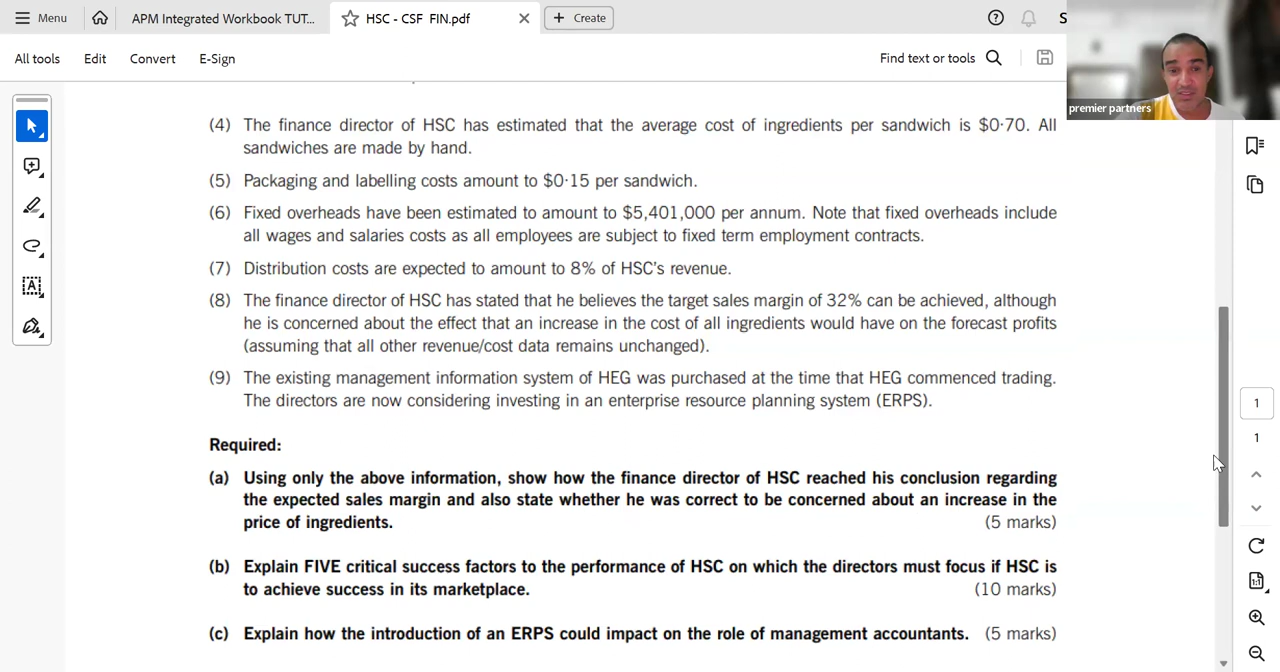 Menu
APM Integrated Workbook TUT...
HSC - CSF FIN.pdf
Create
S
All tools
Edit
Convert
E-Sign
Find text or tools
premier partners
(4) The finance director of HSC has estimated that the average cost of ingredients per sandwich is $0·70. All
sandwiches are made by hand.
(5) Packaging and labelling costs amount to $0·15 per sandwich.
(6) Fixed overheads have been estimated to amount to $5,401,000 per annum. Note that fixed overheads include
all wages and salaries costs as all employees are subject to fixed term employment contracts.
(7) Distribution costs are expected to amount to 8% of HSC's revenue.
(8) The finance director of HSC has stated that he believes the target sales margin of 32% can be achieved, although
he is concerned about the effect that an increase in the cost of all ingredients would have on the forecast profits
(assuming that all other revenue/cost data remains unchanged).
(9) The existing management information system of HEG was purchased at the time that HEG commenced trading.
The directors are now considering investing in an enterprise resource planning system (ERPS).
Required:
(a) Using only the above information, show how the finance director of HSC reached his conclusion regarding
the expected sales margin and also state whether he was correct to be concerned about an increase in the
price of ingredients. (5 marks)
(b) Explain FIVE critical success factors to the performance of HSC on which the directors must focus if HSC is
to achieve success in its marketplace. (10 marks)
(c) Explain how the introduction of an ERPS could impact on the role of management accountants. (5 marks)
1
1
1:1